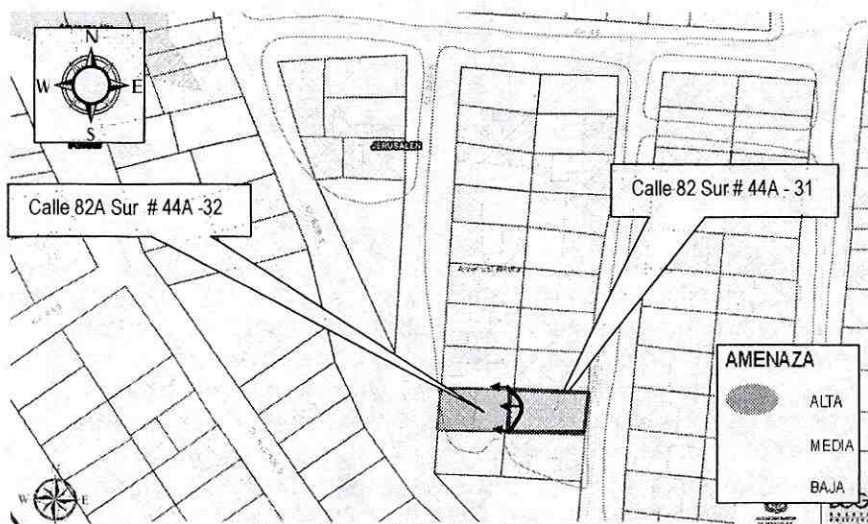 N
W E
S
JERUSALEN
Calle 82A Sur # 44A -32
Calle 82 Sur # 44A - 31
AMENAZA
ALTA
MEDIA
BAJA
W E